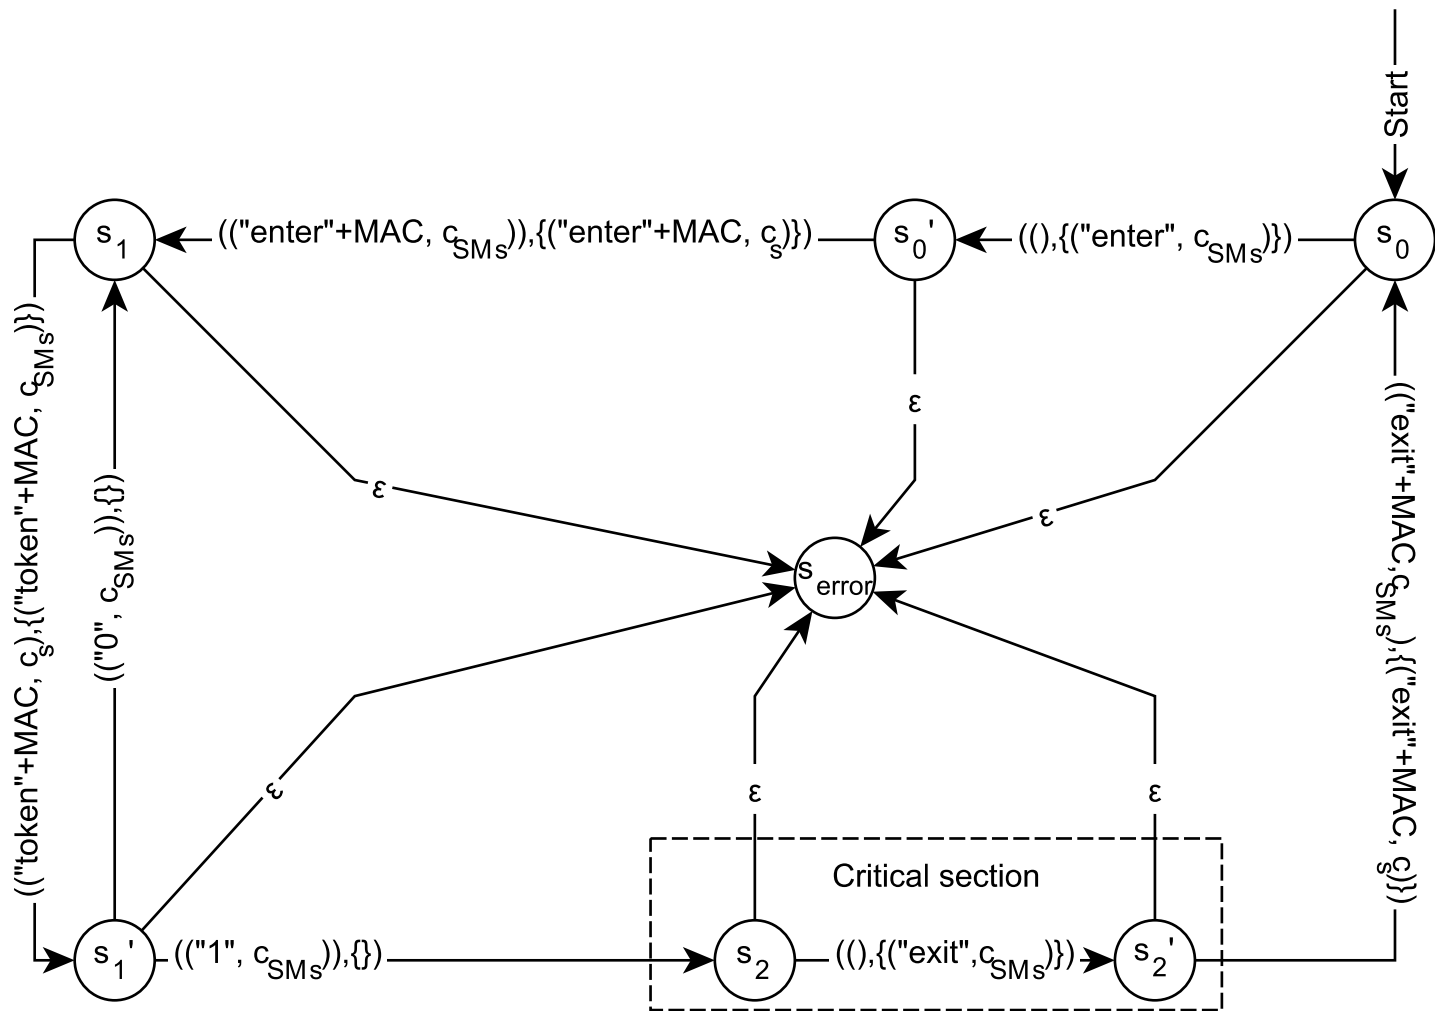 Start
s1
(("enter"+MAC, cSMs)),{("enter"+MAC, cs)})
s0'
((),{("enter", cSMs)})
s0
(("token"+MAC, cs),{("token"+MAC, cSMs)})
(("0", cSMs)),{})
ε
ε
ε
(("exit"+MAC,cSMs),{("exit"+MAC, cs)})
serror
ε
ε
ε
Critical section
s1'
(("1", cSMs)),{})
s2
((),{("exit",cSMs)})
s2'